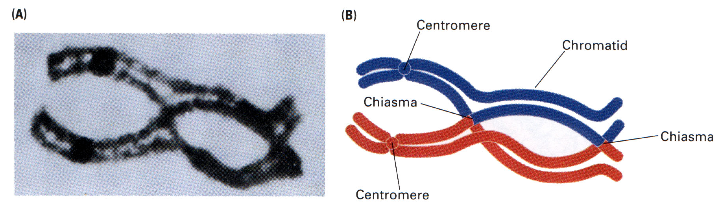 (A)
(B)
Centromere
Chromatid
Chiasma
Chiasma
Centromere